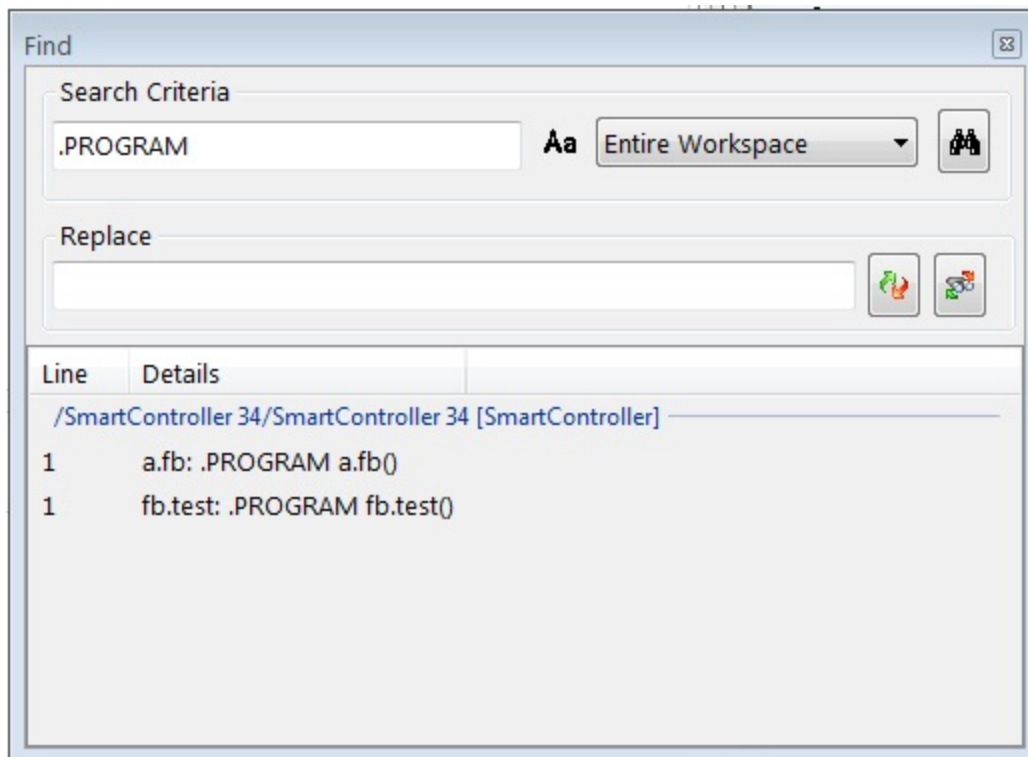 Find
Search Criteria
.PROGRAM
Aa
Entire Workspace
Replace
Line Details
/SmartController 34/SmartController 34 [SmartController]
1 a.fb: .PROGRAM a.fb()
1 fb.test: .PROGRAM fb.test()